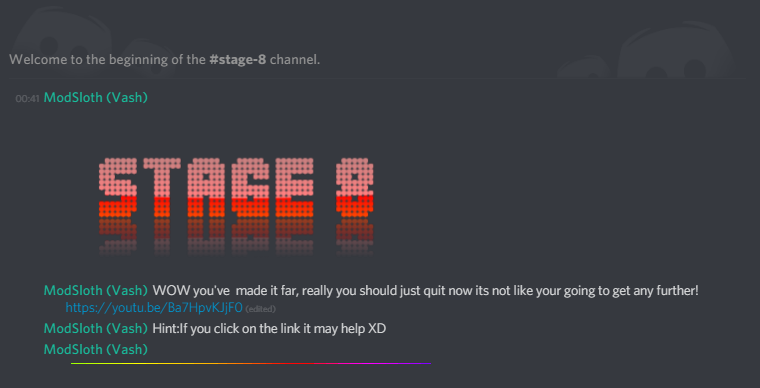 Welcome to the beginning of the #stage-8 channel.
00:41 ModSloth (Vash)
STAGE 8
ModSloth (Vash) WOW you've made it far, really you should just quit now its not like your going to get any further!
https://youtu.be/Ba7HpvKJjF0 (edited)
ModSloth (Vash) Hint:If you click on the link it may help XD
ModSloth (Vash)